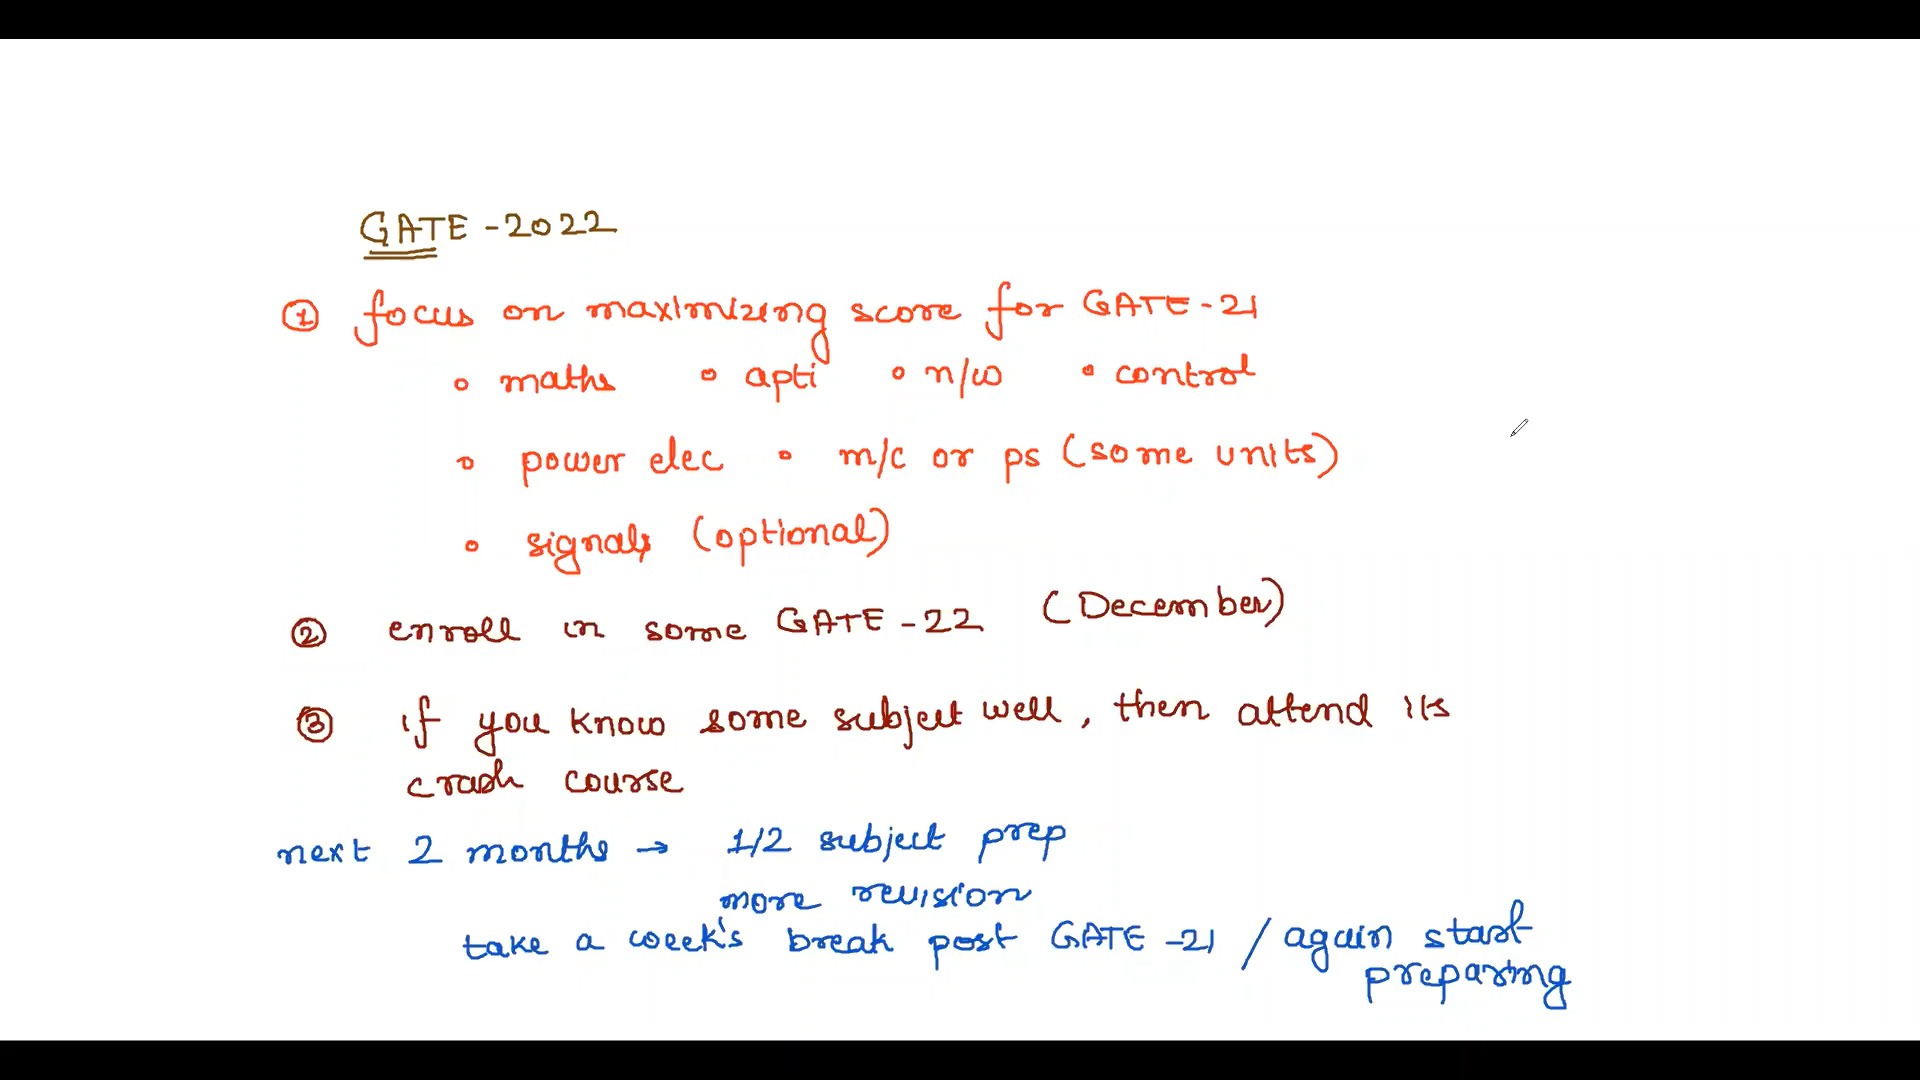 GATE -2022
① focus on maximizing score for GATE-21
• maths • apti • n/w • control
• power elec • m/c or ps (some units)
• signals (optional)
② enroll in some GATE -22 (December)
③ if you know some subject well, then attend its
crash course
next 2 months → 1/2 subject prep
more revision
take a week's break post GATE -21 / again start
preparing